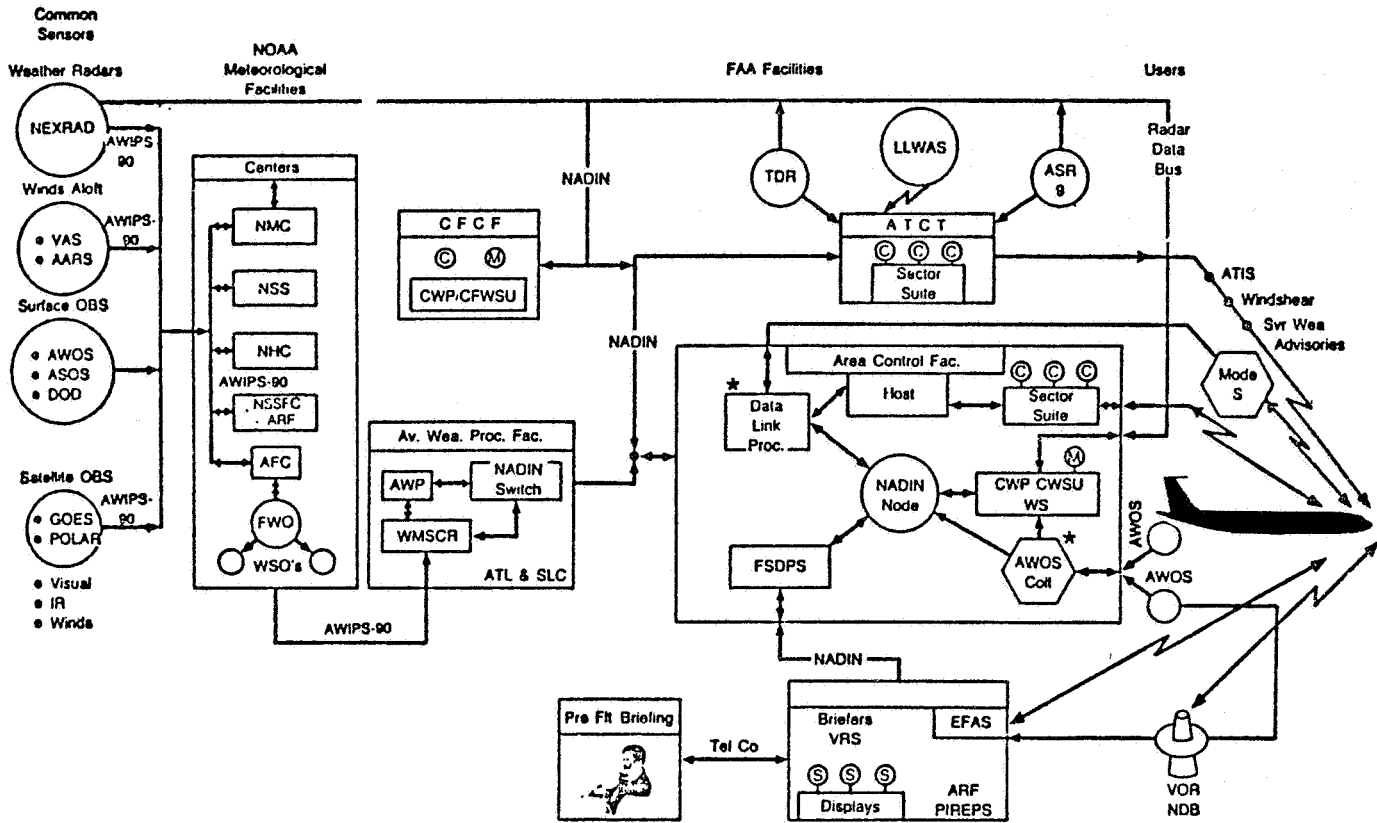 Common
Sensors
Weather Radars
NEXRAD
AWIPS
90
Winds Aloft
VAS
AARS
AWIPS-
90
Surface OBS
AWOS
ASOS
DOD
Satellite OBS
AWIPS-
90
GOES
POLAR
Visual
IR
Winds
NOAA
Meteorological
Facilities
Centers
NMC
NSS
NHC
AWIPS-90
NSSFC
ARF
AFC
FWO
WSO's
AWIPS-90
FAA Facilities
NADIN
C F C F
C M
CWP/CFWSU
NADIN
Av. Wea. Proc. Fac.
AWP
NADIN
Switch
WMSCR
ATL & SLC
TDR
LLWAS
ASR
9
A T C T
C C C
Sector
Suite
Users
Radar
Data
Bus
ATIS
Windshear
Svr Wea
Advisories
Mode
S
Area Control Fac.
Host
C C C
Sector
Suite
*
Data
Link
Proc.
NADIN
Node
M
CWP CWSU
WS
*
AWOS
Coll
FSDPS
AWOS
AWOS
NADIN
Pre Flt Briefing
Tel Co
Briefers
VRS
EFAS
S S S
Displays
ARF
PIREPS
VOR
NDB